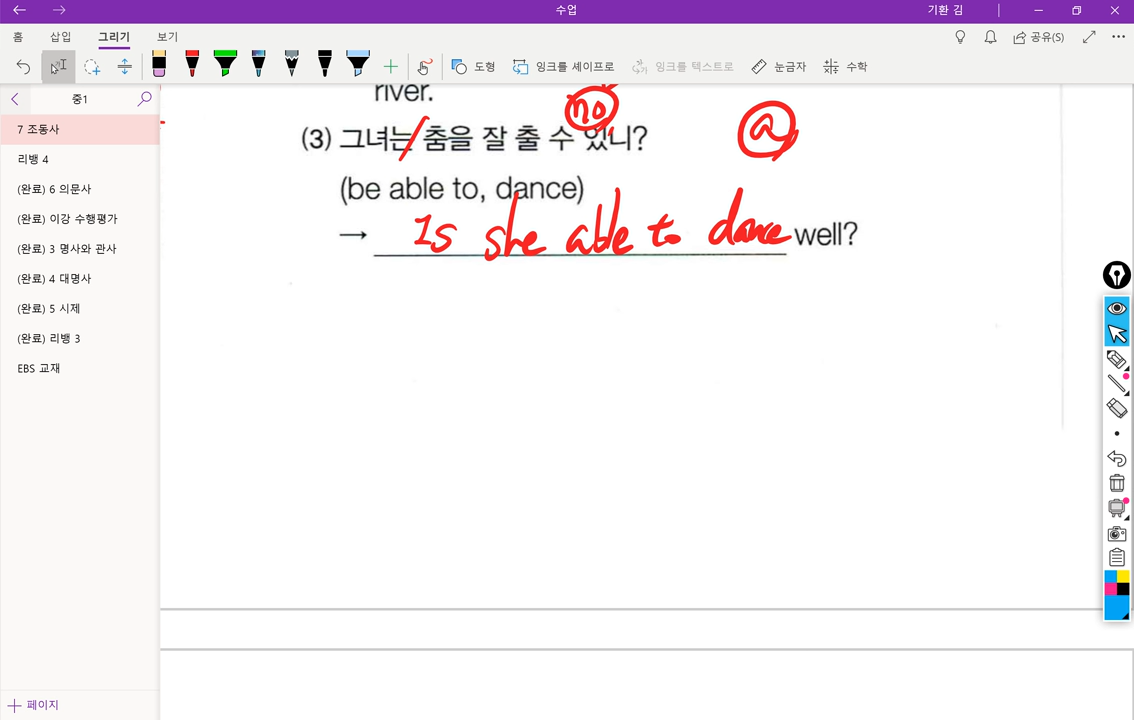 수업
기환 김
홈 삽입 그리기 보기
공유(S)
도형 잉크를 셰이프로 잉크를 텍스트로 눈금자 수학
중1
7 조동사
리뱅 4
(완료) 6 의문사
(완료) 이강 수행평가
(완료) 3 명사와 관사
(완료) 4 대명사
(완료) 5 시제
(완료) 리뱅 3
EBS 교재
페이지
river.
no
(3) 그녀는 춤을 잘 출 수 있니?
(be able to, dance)
→ Is she able to dance well?